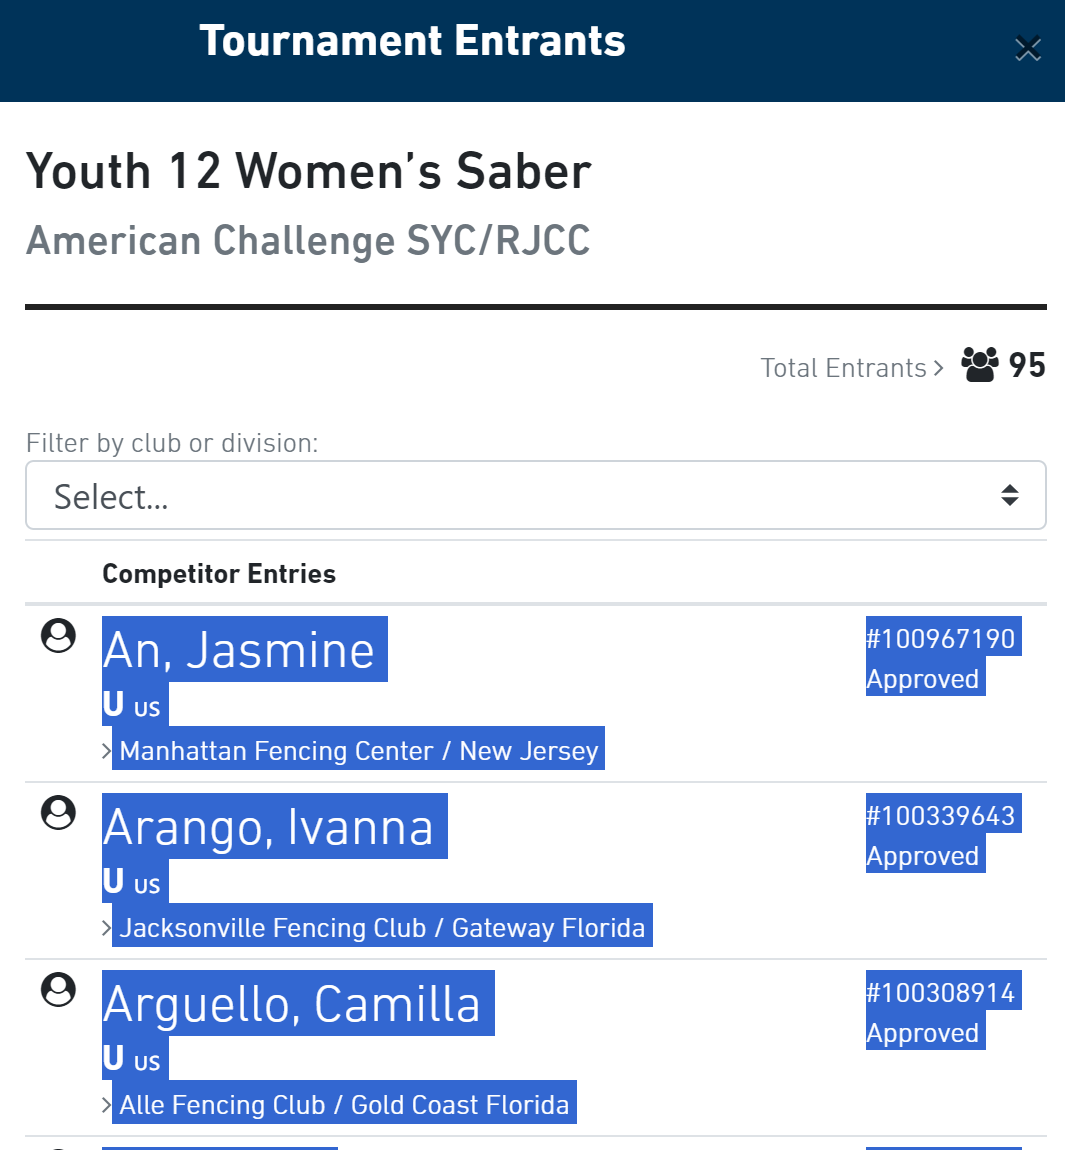 Tournament Entrants
Youth 12 Women’s Saber
American Challenge SYC/RJCC
Total Entrants > 95
Filter by club or division:
Select...
Competitor Entries
An, Jasmine
#100967190
U US
Approved
> Manhattan Fencing Center / New Jersey
Arango, Ivanna
#100339643
U US
Approved
> Jacksonville Fencing Club / Gateway Florida
Arguello, Camilla
#100308914
U US
Approved
> Alle Fencing Club / Gold Coast Florida